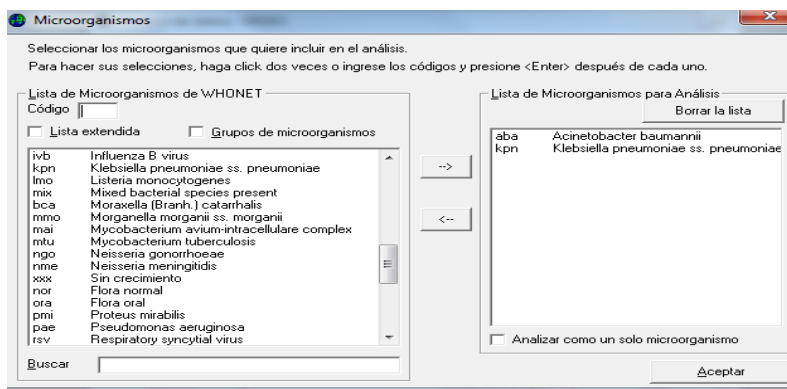 Microorganismos
Seleccionar los microorganismos que quiere incluir en el análisis.
Para hacer sus selecciones, haga click dos veces o ingrese los códigos y presione <Enter> después de cada uno.
Lista de Microorganismos de WHONET
Código
Lista extendida
Grupos de microorganismos
ivb Influenza B virus
kpn Klebsiella pneumoniae ss. pneumoniae
lmo Listeria monocytogenes
mix Mixed bacterial species present
bca Moraxella (Branh.) catarrhalis
mmo Morganella morganii ss. morganii
mai Mycobacterium avium-intracellulare complex
mtu Mycobacterium tuberculosis
ngo Neisseria gonorrhoeae
nme Neisseria meningitidis
xxx Sin crecimiento
nor Flora normal
ora Flora oral
pmi Proteus mirabilis
pae Pseudomonas aeruginosa
rsv Respiratory syncytial virus
Buscar
-->
<--
Lista de Microorganismos para Análisis
Borrar la lista
aba Acinetobacter baumannii
kpn Klebsiella pneumoniae ss. pneumoniae
Analizar como un solo microorganismo
Aceptar